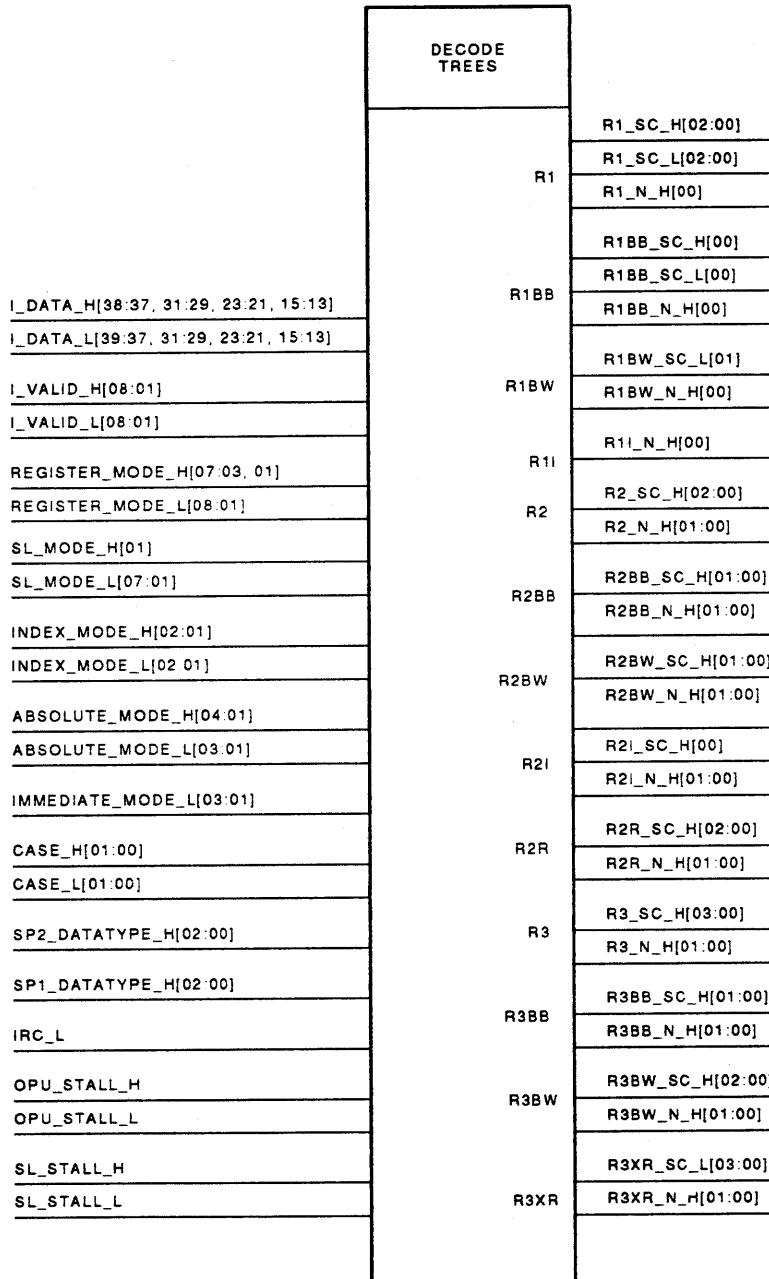 DECODE
TREES
I_DATA_H[38:37, 31:29, 23:21, 15:13]
I_DATA_L[39:37, 31:29, 23:21, 15:13]
I_VALID_H[08:01]
I_VALID_L[08:01]
REGISTER_MODE_H[07:03, 01]
REGISTER_MODE_L[08:01]
SL_MODE_H[01]
SL_MODE_L[07:01]
INDEX_MODE_H[02:01]
INDEX_MODE_L[02 01]
ABSOLUTE_MODE_H[04:01]
ABSOLUTE_MODE_L[03:01]
IMMEDIATE_MODE_L[03:01]
CASE_H[01:00]
CASE_L[01:00]
SP2_DATATYPE_H[02:00]
SP1_DATATYPE_H[02:00]
IRC_L
OPU_STALL_H
OPU_STALL_L
SL_STALL_H
SL_STALL_L
R1
R1_SC_H[02:00]
R1_SC_L[02:00]
R1_N_H[00]
R1BB
R1BB_SC_H[00]
R1BB_SC_L[00]
R1BB_N_H[00]
R1BW
R1BW_SC_L[01]
R1BW_N_H[00]
R1I
R1I_N_H[00]
R2
R2_SC_H[02:00]
R2_N_H[01:00]
R2BB
R2BB_SC_H[01:00]
R2BB_N_H[01:00]
R2BW
R2BW_SC_H[01:00]
R2BW_N_H[01:00]
R2I
R2I_SC_H[00]
R2I_N_H[01:00]
R2R
R2R_SC_H[02:00]
R2R_N_H[01:00]
R3
R3_SC_H[03:00]
R3_N_H[01:00]
R3BB
R3BB_SC_H[01:00]
R3BB_N_H[01:00]
R3BW
R3BW_SC_H[02:00]
R3BW_N_H[01:00]
R3XR
R3XR_SC_L[03:00]
R3XR_N_H[01:00]